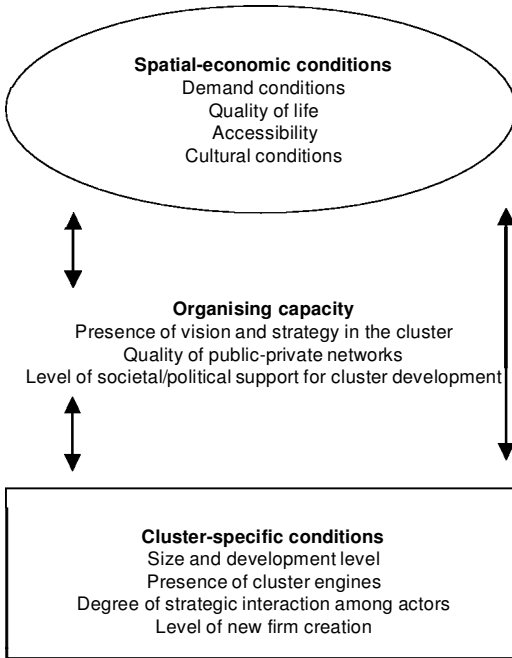 Spatial-economic conditions
Demand conditions
Quality of life
Accessibility
Cultural conditions
Organising capacity
Presence of vision and strategy in the cluster
Quality of public-private networks
Level of societal/political support for cluster development
Cluster-specific conditions
Size and development level
Presence of cluster engines
Degree of strategic interaction among actors
Level of new firm creation